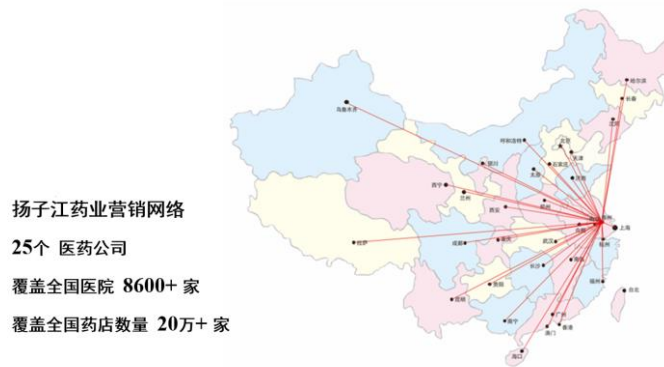 扬子江药业营销网络
25个 医药公司
覆盖全国医院 8600+ 家
覆盖全国药店数量 20万+ 家
哈尔滨
长春
乌鲁木齐
呼和浩特
北京
天津
银川
石家庄
太原
济南
西宁
兰州
西安
郑州
上海
拉萨
成都
重庆
武汉
杭州
长沙
南昌
贵阳
昆明
福州
台北
南宁
广州
香港
澳门
海口